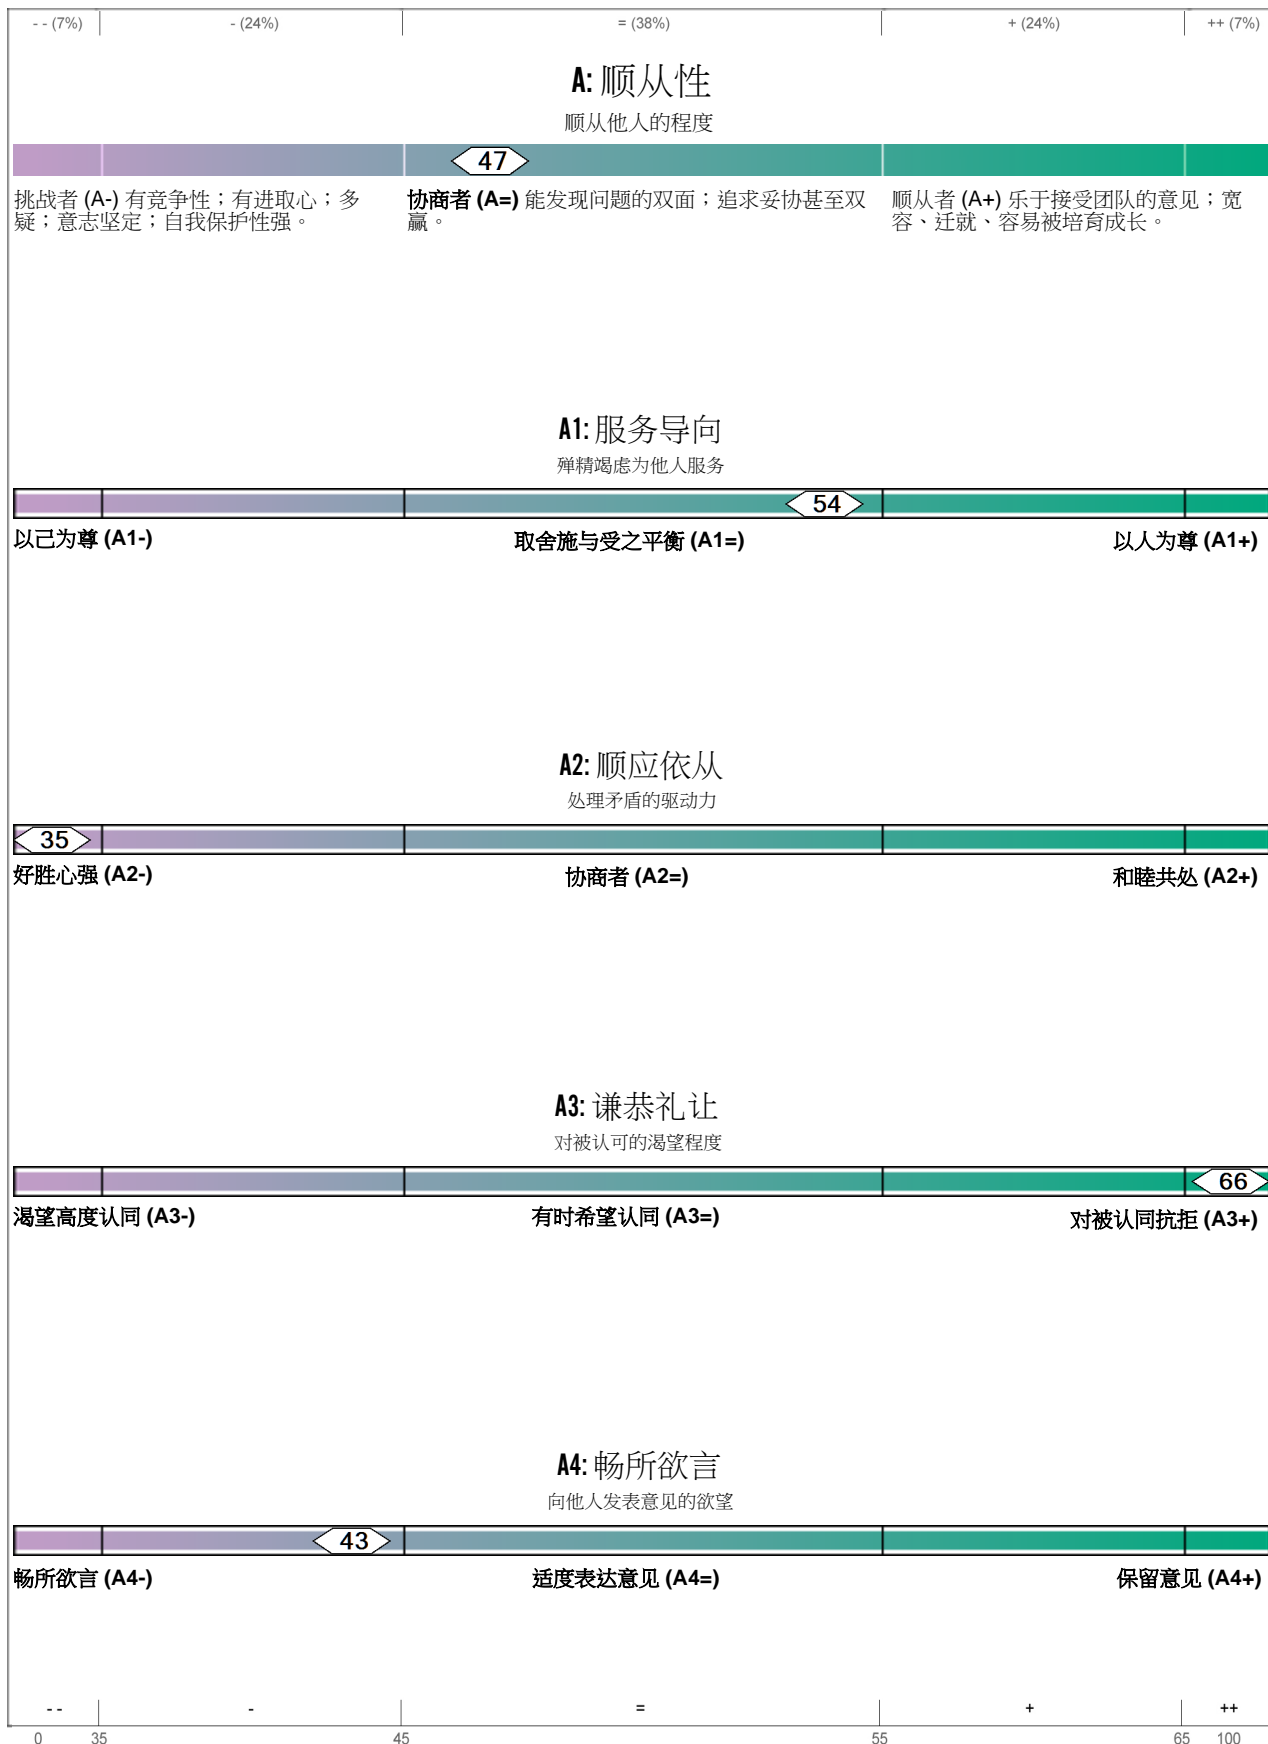 - - (7%) - (24%) = (38%) + (24%) ++ (7%)
A: 顺从性
顺从他人的程度
47
挑战者 (A-) 有竞争性；有进取心；多
疑；意志坚定；自我保护性强。
协商者 (A=) 能发现问题的双面；追求妥协甚至双
赢。
顺从者 (A+) 乐于接受团队的意见；宽
容、迁就、容易被培育成长。
A1: 服务导向
殚精竭虑为他人服务
54
以己为尊 (A1-) 取舍施与受之平衡 (A1=) 以人为尊 (A1+)
A2: 顺应依从
处理矛盾的驱动力
35
好胜心强 (A2-) 协商者 (A2=) 和睦共处 (A2+)
A3: 谦恭礼让
对被认可的渴望程度
66
渴望高度认同 (A3-) 有时希望认同 (A3=) 对被认同抗拒 (A3+)
A4: 畅所欲言
向他人发表意见的欲望
43
畅所欲言 (A4-) 适度表达意见 (A4=) 保留意见 (A4+)
- - - = + ++
0 35 45 55 65 100